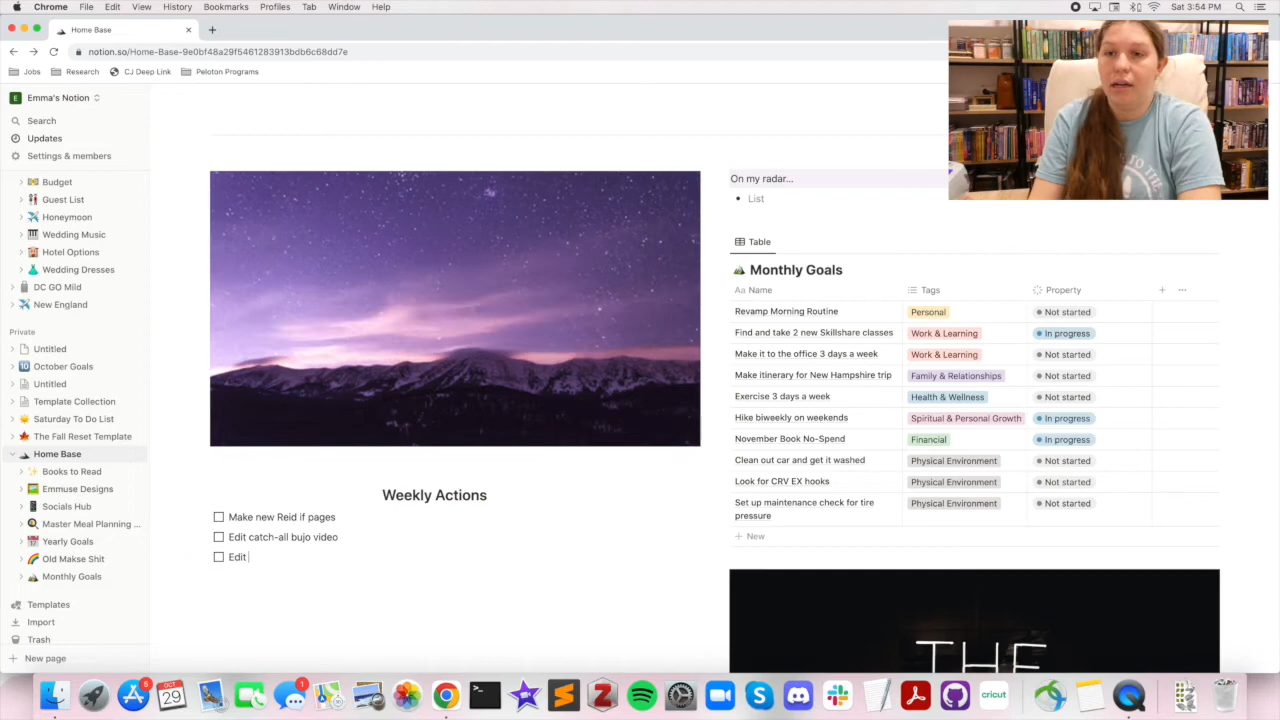 Chrome File Edit View History Bookmarks Profiles Tab Window Help Sat 3:54 PM
Home Base
notion.so/Home-Base-9e0bf48a29f5461283913bdb6c68dd7e
Jobs Research CJ Deep Link Peloton Programs
E Emma's Notion
Search
Updates
Settings & members
Budget
Guest List
Honeymoon
Wedding Music
Hotel Options
Wedding Dresses
DC GO Mild
New England
Private
Untitled
October Goals
Untitled
Template Collection
Saturday To Do List
The Fall Reset Template
Home Base
Books to Read
Emmuse Designs
Socials Hub
Master Meal Planning ...
Yearly Goals
Old Makse Shit
Monthly Goals
Templates
Import
Trash
New page
Weekly Actions
Make new Reid if pages
Edit catch-all bujo video
Edit
On my radar...
List
Table
Monthly Goals
Aa Name Tags Property
Revamp Morning Routine Personal Not started
Find and take 2 new Skillshare classes Work & Learning In progress
Make it to the office 3 days a week Work & Learning Not started
Make itinerary for New Hampshire trip Family & Relationships Not started
Exercise 3 days a week Health & Wellness Not started
Hike biweekly on weekends Spiritual & Personal Growth In progress
November Book No-Spend Financial In progress
Clean out car and get it washed Physical Environment Not started
Look for CRV EX hooks Physical Environment Not started
Set up maintenance check for tire Physical Environment Not started
pressure
New
THE
5
OCT
29
1
cricut